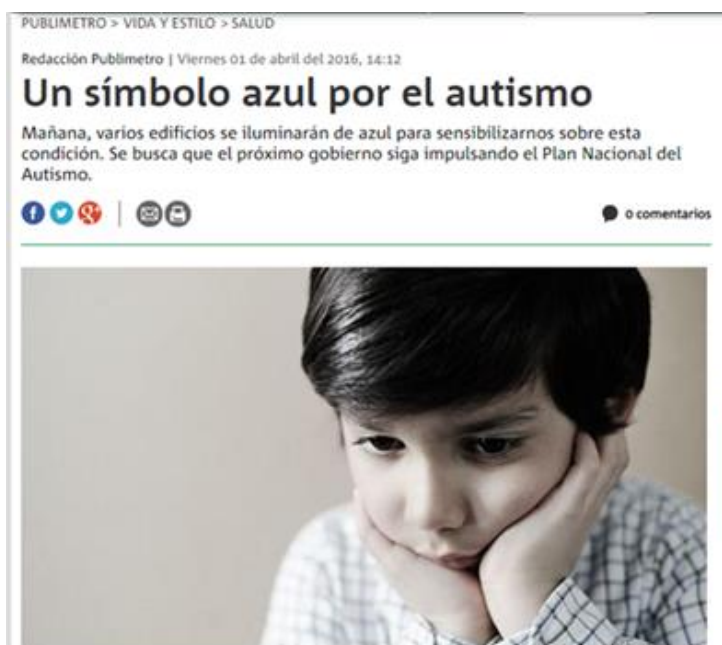 PUBLIMETRO > VIDA Y ESTILO > SALUD
Redacción Publimetro | Viernes 01 de abril del 2016, 14:12
Un símbolo azul por el autismo
Mañana, varios edificios se iluminarán de azul para sensibilizarnos sobre esta
condición. Se busca que el próximo gobierno siga impulsando el Plan Nacional del
Autismo.
0 comentarios